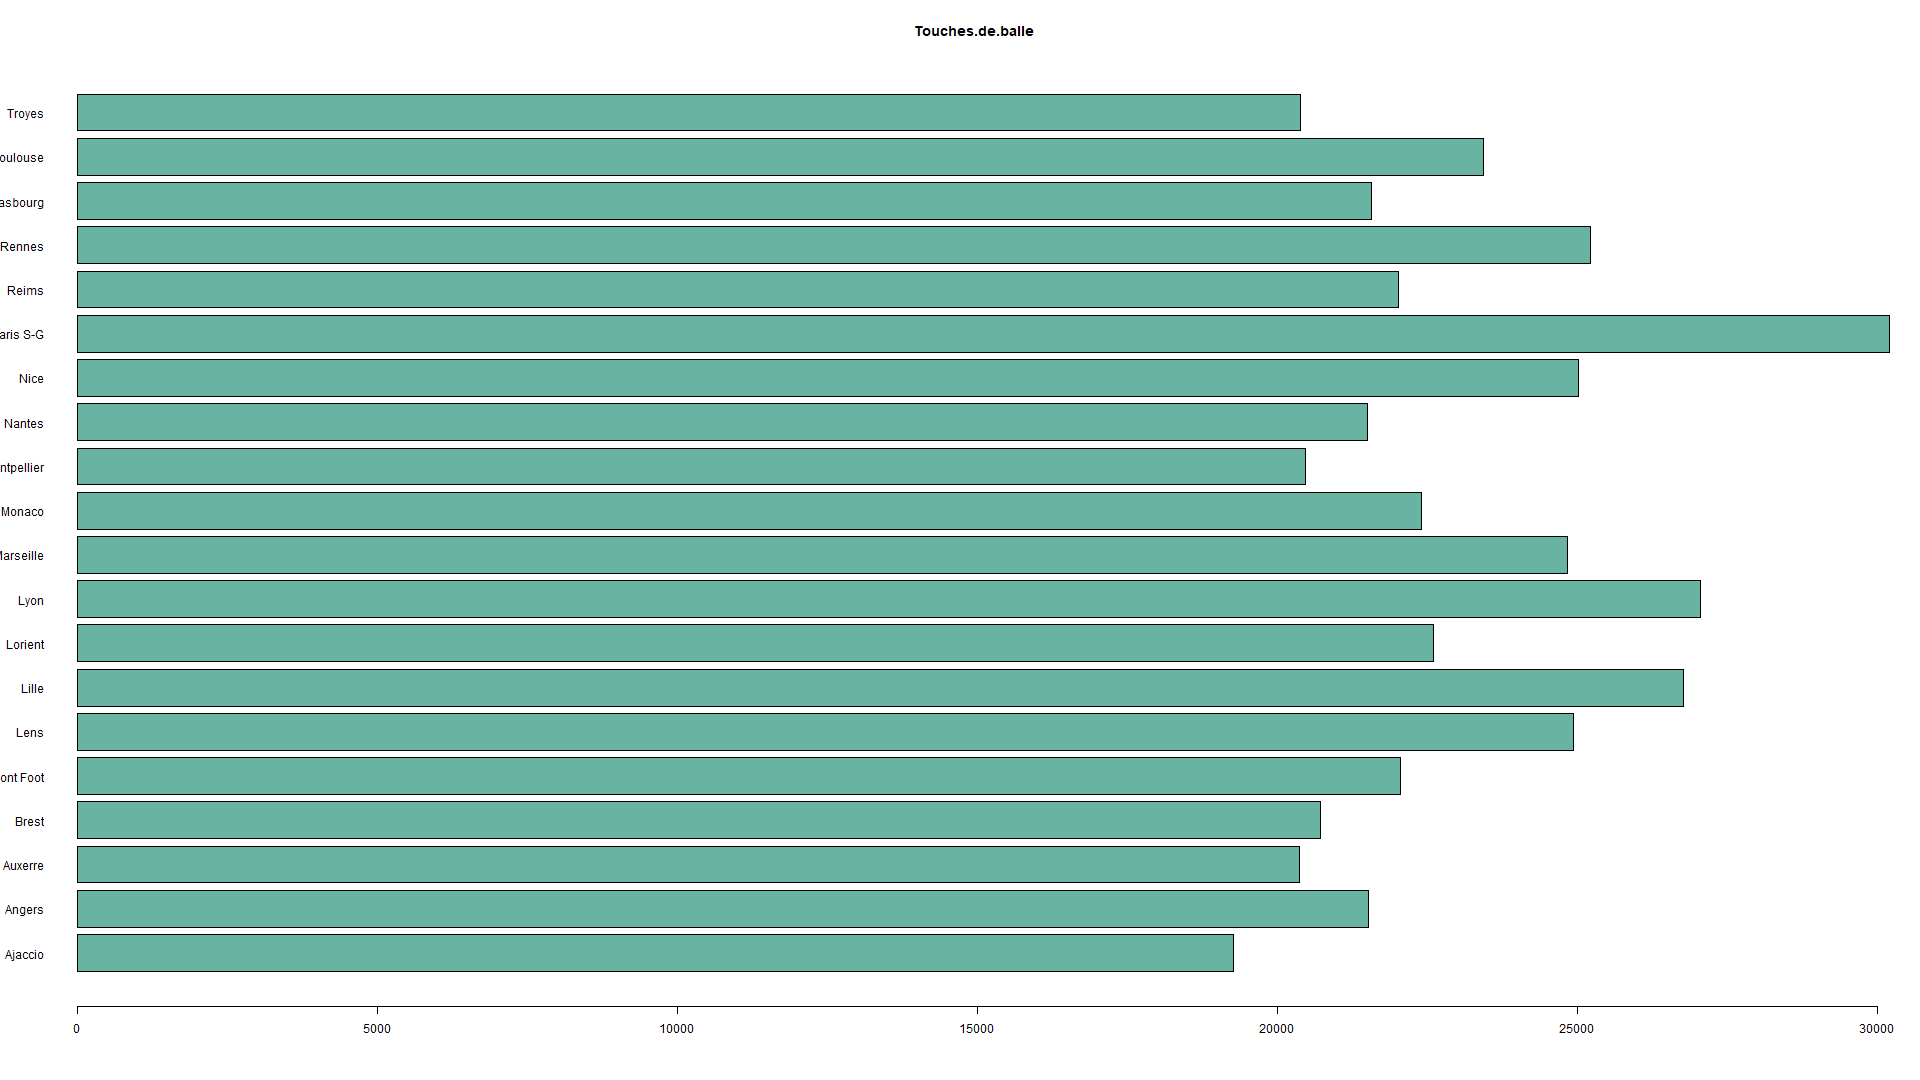 Touches.de.balle
Troyes
oulouse
asbourg
Rennes
Reims
aris S-G
Nice
Nantes
ntpellier
Monaco
Marseille
Lyon
Lorient
Lille
Lens
ont Foot
Brest
Auxerre
Angers
Ajaccio
0 5000 10000 15000 20000 25000 30000